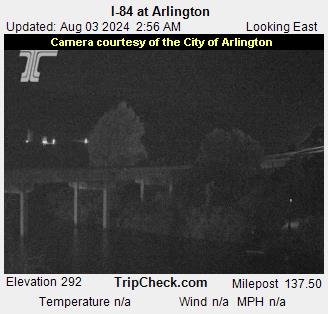 I-84 at Arlington
Updated: Aug 03 2024 2:56 AM Looking East
Camera courtesy of the City of Arlington
Elevation 292 TripCheck.com Milepost 137.50
Temperature n/a Wind n/a MPH n/a